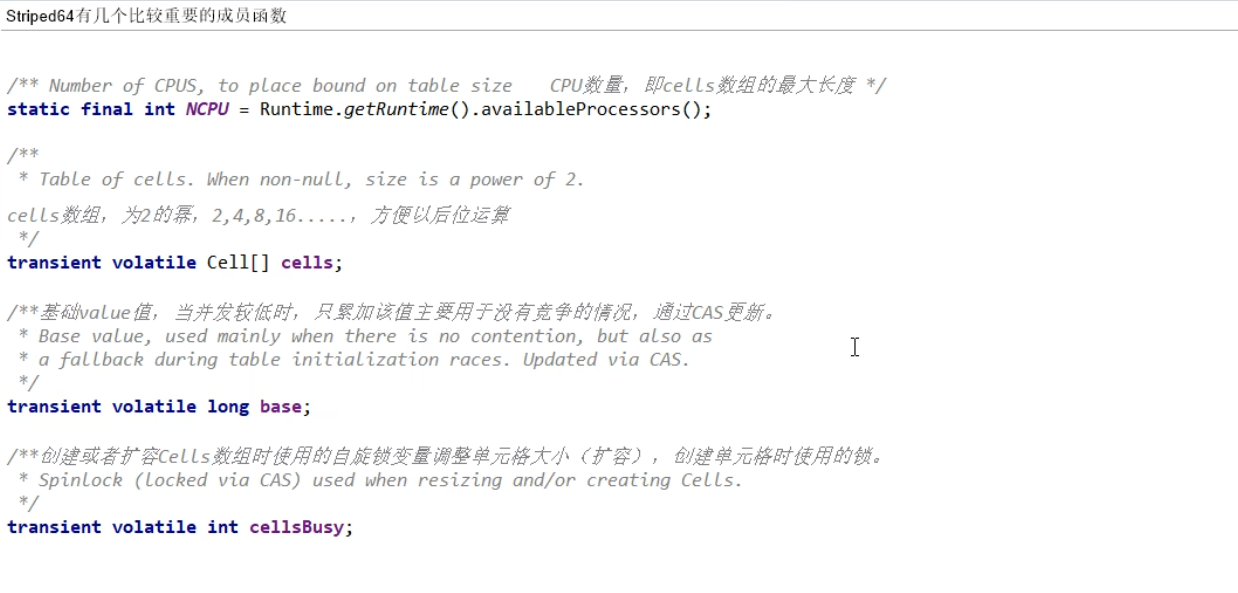 Striped64有几个比较重要的成员函数
/** Number of CPUS, to place bound on table size CPU数量，即cells数组的最大长度 */
static final int NCPU = Runtime.getRuntime().availableProcessors();
/**
* Table of cells. When non-null, size is a power of 2.
cells数组，为2的幂，2,4,8,16.....，方便以后位运算
*/
transient volatile Cell[] cells;
/**基础value值，当并发较低时，只累加该值主要用于没有竞争的情况，通过CAS更新。
* Base value, used mainly when there is no contention, but also as
* a fallback during table initialization races. Updated via CAS.
*/
transient volatile long base;
/**创建或者扩容Cells数组时使用的自旋锁变量调整单元格大小（扩容），创建单元格时使用的锁。
* Spinlock (locked via CAS) used when resizing and/or creating Cells.
*/
transient volatile int cellsBusy;